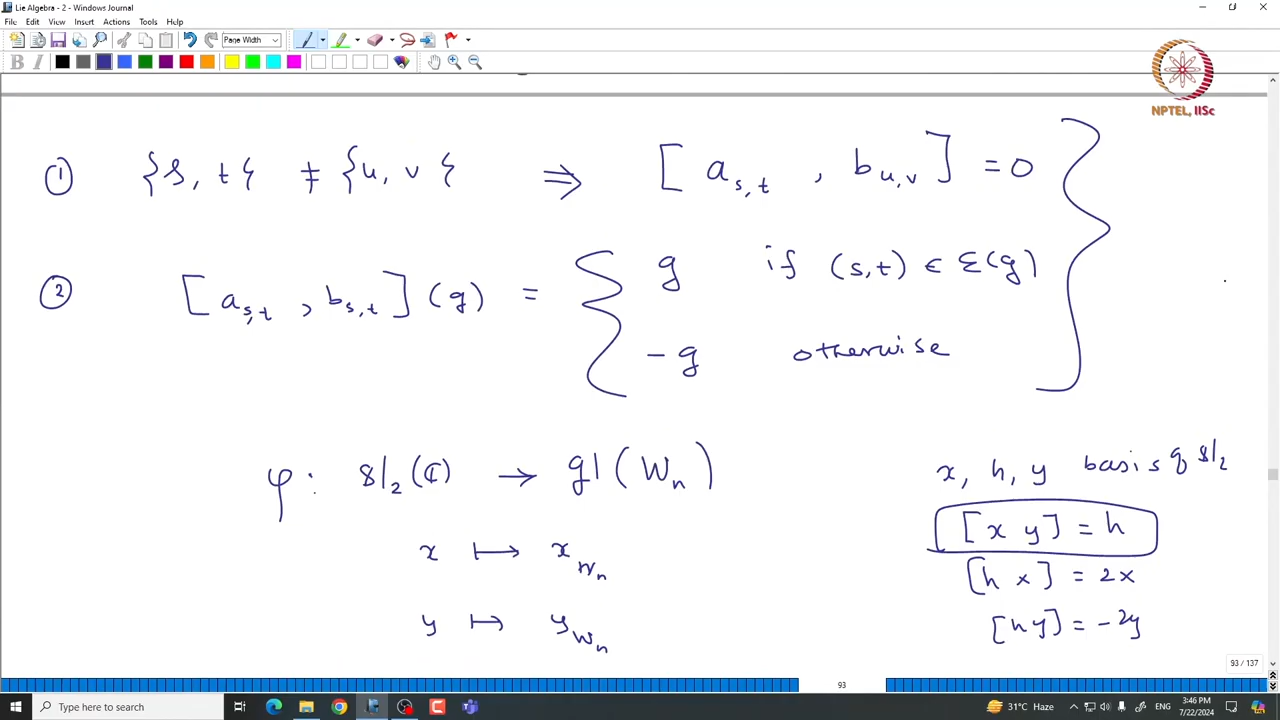 Lie Algebra - 2 - Windows Journal
File Edit View Insert Actions Tools Help
Page Width
NPTEL, IISc
① {s, t} ≠ {u, v} ⇒ [a_{s,t}, b_{u,v}] = 0
② [a_{s,t}, b_{s,t}](g) = { g if (s,t) ∈ Σ(g)
-g otherwise
φ: sl_2(ℂ) → gl(W_n)
x, h, y basis of sl_2
[x y] = h
x ↦ x_{W_n}
[h x] = 2x
y ↦ y_{W_n}
[h y] = -2y
93 / 137
93
Type here to search
31°C Haze
ENG
3:46 PM
7/22/2024